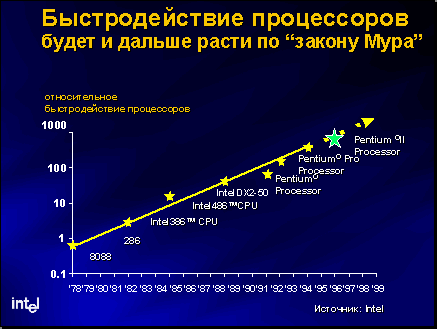 Быстродействие процессоров
будет и дальше расти по “закону Мура”
относительное
быстродействие процессоров
1000
100
10
1
0.1
8088
286
Intel386™ CPU
Intel486™CPU
Intel DX2-50
Pentium®
Processor
Pentium® Pro
Processor
Pentium ®II
Processor
'78'79'80'81'82 '83 '84 '85 '86 '87 '88 '89 '90 '91 '92 '93 '94 '95 '96 '97 '98 '99
intel
Источник: Intel